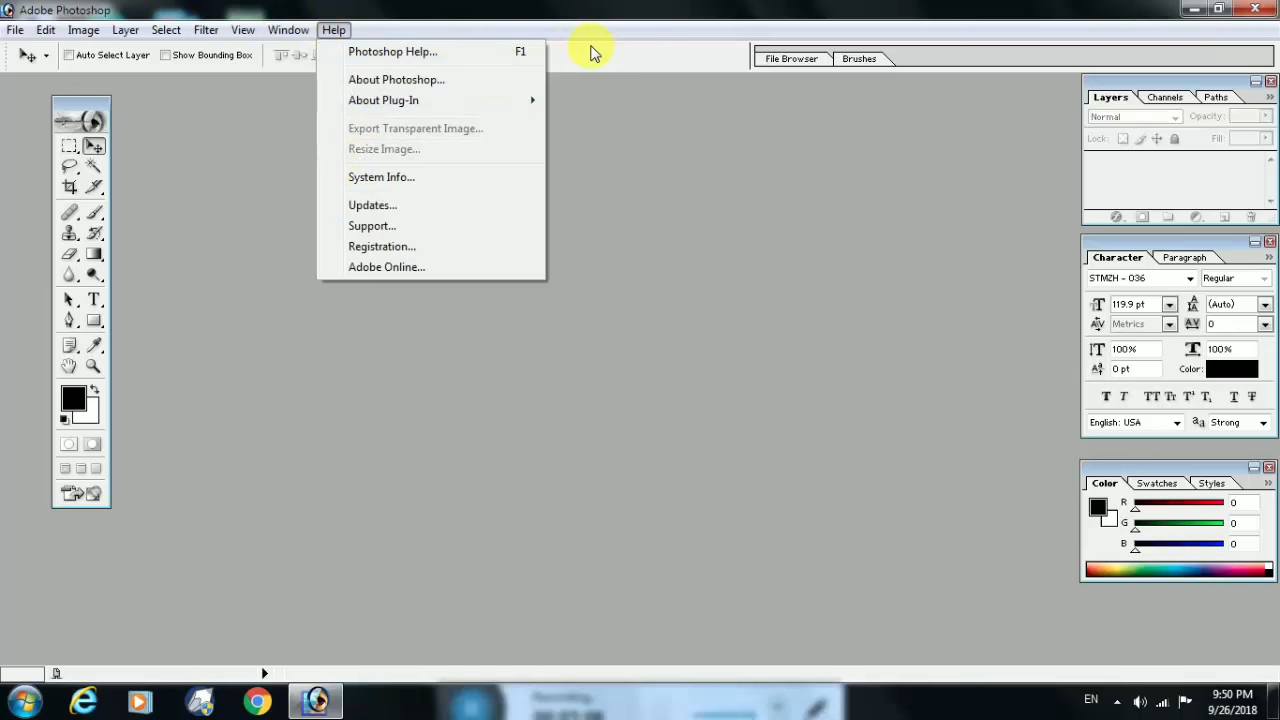 Adobe Photoshop
File Edit Image Layer Select Filter View Window Help
Auto Select Layer Show Bounding Box
File Browser Brushes
Photoshop Help... F1
About Photoshop...
About Plug-In
Export Transparent Image...
Resize Image...
System Info...
Updates...
Support...
Registration...
Adobe Online...
Layers Channels Paths
Normal Opacity:
Lock: Fill:
Character Paragraph
STMZH - 036 Regular
119.9 pt (Auto)
Metrics 0
100% 100%
0 pt Color:
English: USA aa Strong
Color Swatches Styles
R 0
G 0
B 0
Recording...
EN
9:50 PM
9/26/2018